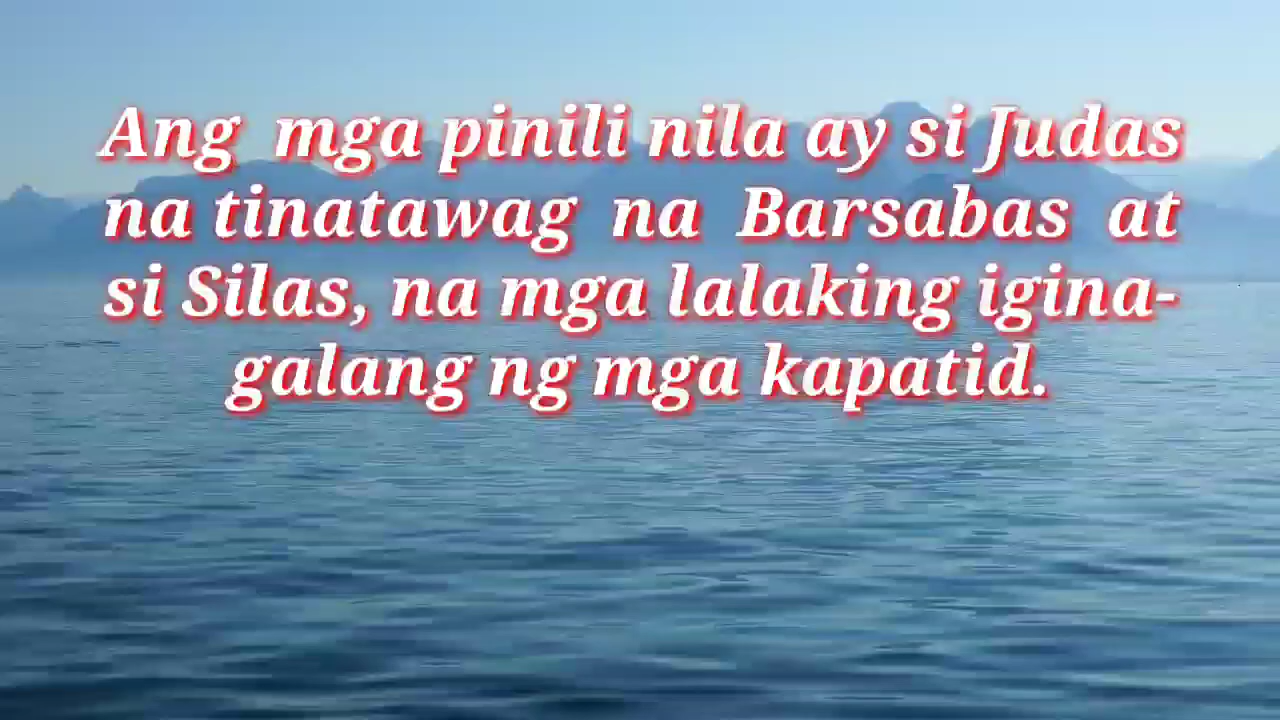 Ang mga pinili nila ay si Judas
na tinatawag na Barsabas at
si Silas, na mga lalaking igina-
galang ng mga kapatid.